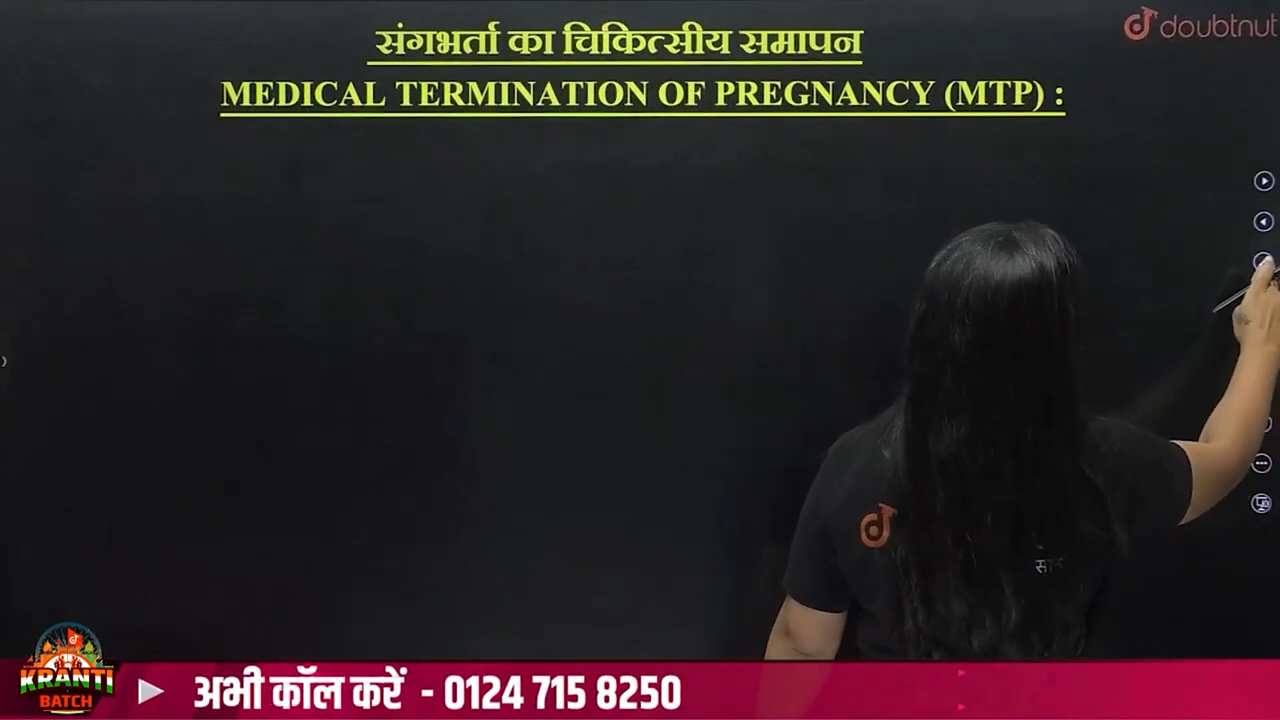 संगभर्ता का चिकित्सीय समापन
doubtnut
MEDICAL TERMINATION OF PREGNANCY (MTP) :
KRANTI
BATCH
अभी कॉल करें - 0124 715 8250